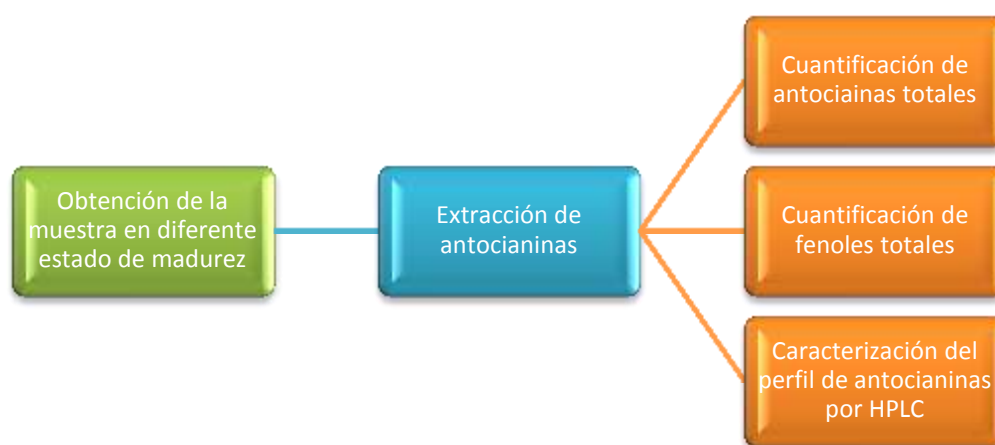 Obtención de la
muestra en diferente
estado de madurez
Extracción de
antocianinas
Cuantificación de
antociainas totales
Cuantificación de
fenoles totales
Caracterización del
perfil de antocianinas
por HPLC